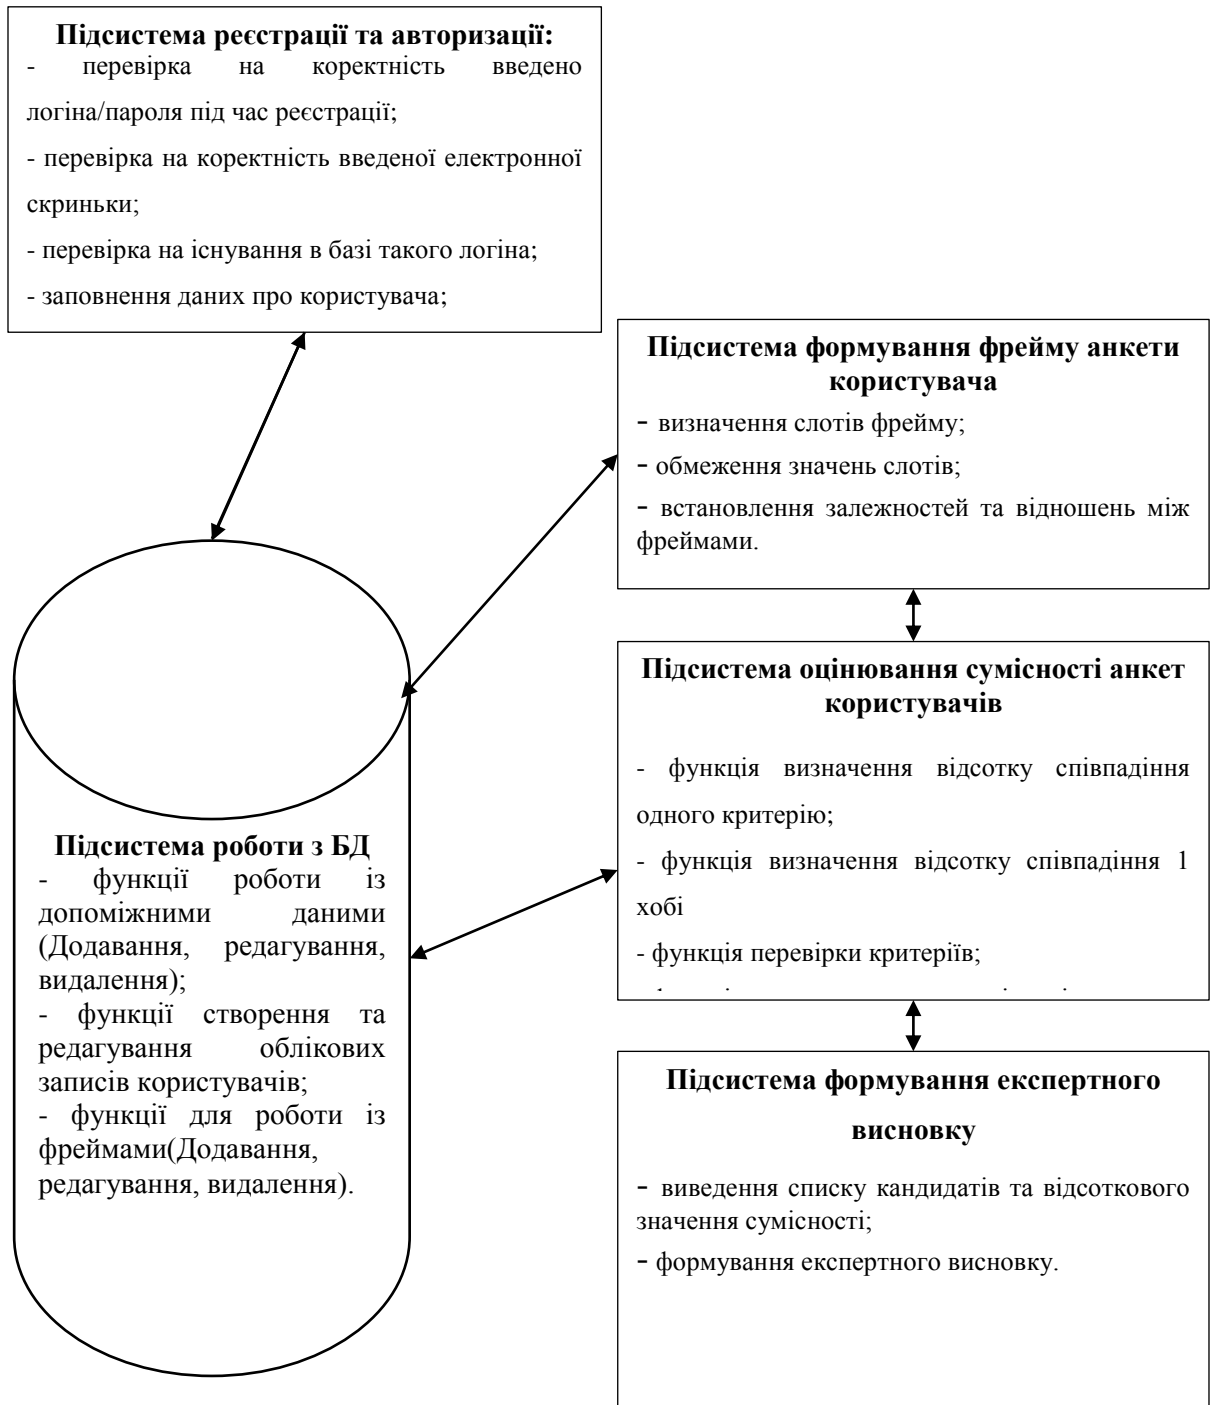 Підсистема реєстрації та авторизації:
- перевірка на коректність введено
логіна/пароля під час реєстрації;
- перевірка на коректність введеної електронної
скриньки;
- перевірка на існування в базі такого логіна;
- заповнення даних про користувача;
Підсистема формування фрейму анкети
користувача
- визначення слотів фрейму;
- обмеження значень слотів;
- встановлення залежностей та відношень між
фреймами.
Підсистема оцінювання сумісності анкет
користувачів
- функція визначення відсотку співпадіння
одного критерію;
- функція визначення відсотку співпадіння 1
хобі
- функція перевірки критеріїв;
Підсистема роботи з БД
- функції роботи із
допоміжними даними
(Додавання, редагування,
видалення);
- функції створення та
редагування облікових
записів користувачів;
- функції для роботи із
фреймами(Додавання,
редагування, видалення).
Підсистема формування експертного
висновку
- виведення списку кандидатів та відсоткового
значення сумісності;
- формування експертного висновку.